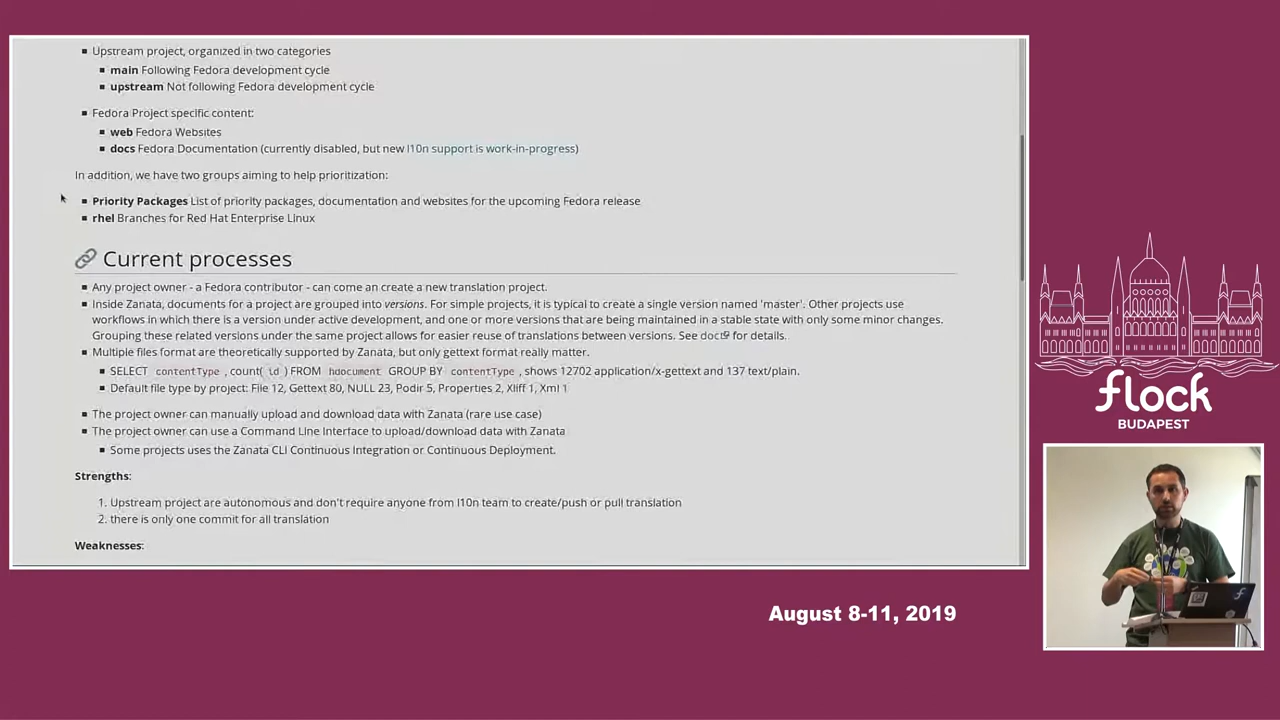 Upstream project, organized in two categories
main Following Fedora development cycle
upstream Not following Fedora development cycle
Fedora Project specific content:
web Fedora Websites
docs Fedora Documentation (currently disabled, but new l10n support is work-in-progress)
In addition, we have two groups aiming to help prioritization:
Priority Packages List of priority packages, documentation and websites for the upcoming Fedora release
rhel Branches for Red Hat Enterprise Linux
Current processes
Any project owner - a Fedora contributor - can come an create a new translation project.
Inside Zanata, documents for a project are grouped into versions. For simple projects, it is typical to create a single version named 'master'. Other projects use
workflows in which there is a version under active development, and one or more versions that are being maintained in a stable state with only some minor changes.
Grouping these related versions under the same project allows for easier reuse of translations between versions. See docs for details.
Multiple files format are theoretically supported by Zanata, but only gettext format really matter.
SELECT contentType , count( id ) FROM hdocument GROUP BY contentType , shows 12702 application/x-gettext and 137 text/plain.
Default file type by project: File 12, Gettext 80, NULL 23, Podir 5, Properties 2, Xliff 1, Xml 1
The project owner can manually upload and download data with Zanata (rare use case)
The project owner can use a Command Line Interface to upload/download data with Zanata
Some projects uses the Zanata CLI Continuous Integration or Continuous Deployment.
Strengths:
1. Upstream project are autonomous and don't require anyone from l10n team to create/push or pull translation
2. there is only one commit for all translation
Weaknesses:
flock
BUDAPEST
August 8-11, 2019